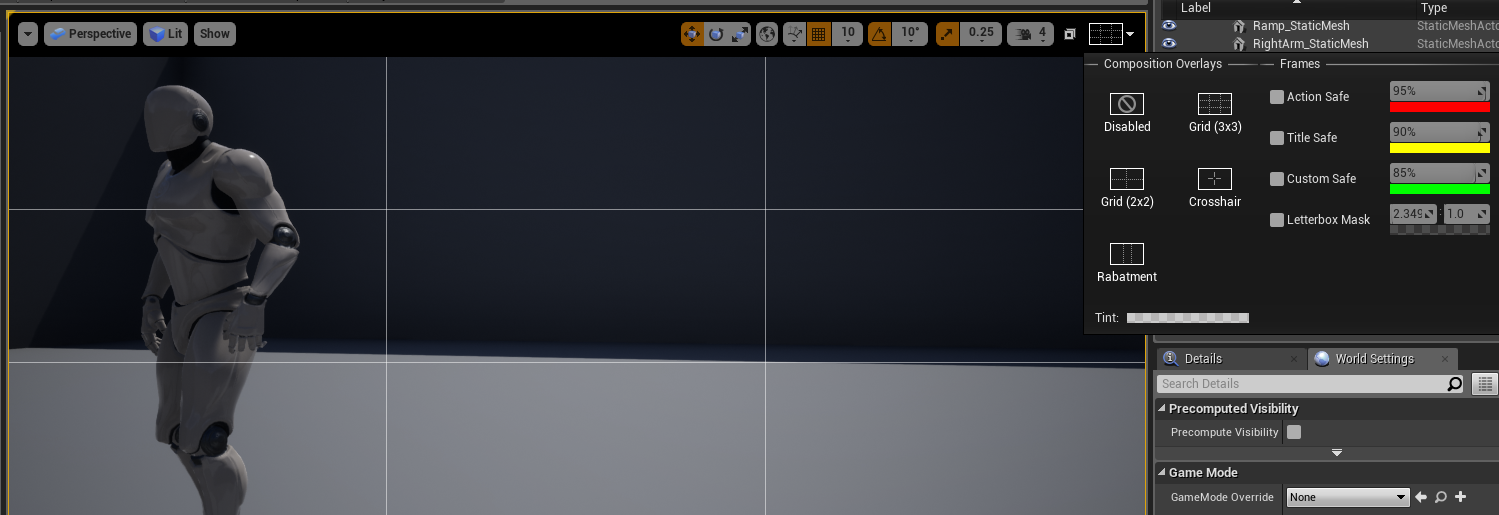 Perspective Lit Show 10 10° 0.25 4
Label Type
Ramp_StaticMesh StaticMeshActo
RightArm_StaticMesh StaticMeshActo
Composition Overlays Frames
Disabled Grid (3x3)
Action Safe 95%
Title Safe 90%
Grid (2x2) Crosshair
Custom Safe 85%
Letterbox Mask 2.349 : 1.0
Rabatment
Tint:
Details World Settings
Search Details
Precomputed Visibility
Precompute Visibility
Game Mode
GameMode Override None